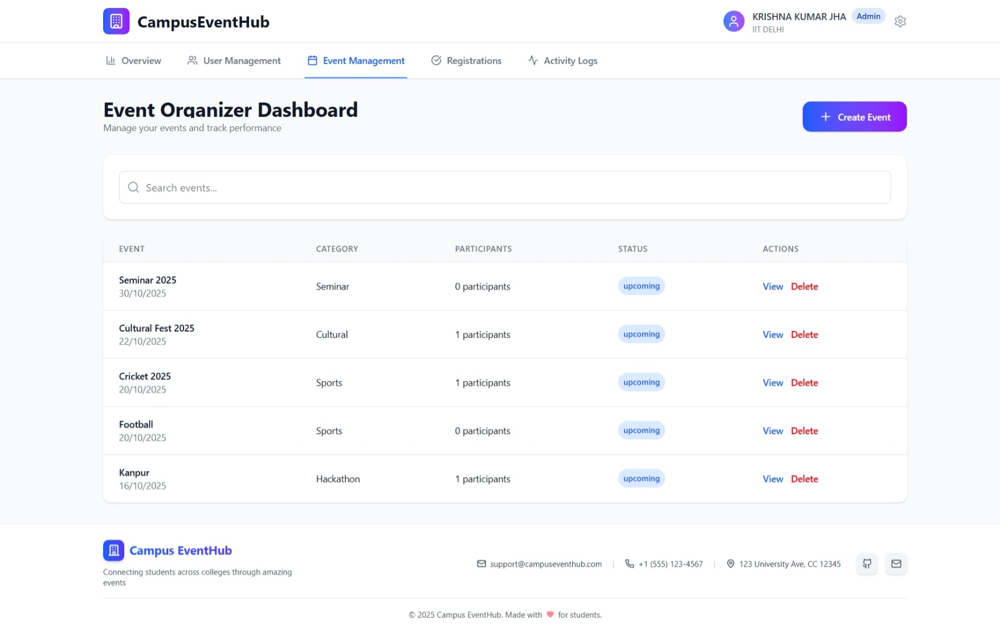 CampusEventHub
KRISHNA KUMAR JHA Admin
IIT DELHI
Overview User Management Event Management Registrations Activity Logs
Event Organizer Dashboard
Manage your events and track performance
+ Create Event
Search events...
EVENT CATEGORY PARTICIPANTS STATUS ACTIONS
Seminar 2025
30/10/2025
Seminar 0 participants upcoming View Delete
Cultural Fest 2025
22/10/2025
Cultural 1 participants upcoming View Delete
Cricket 2025
20/10/2025
Sports 1 participants upcoming View Delete
Football
20/10/2025
Sports 0 participants upcoming View Delete
Kanpur
16/10/2025
Hackathon 1 participants upcoming View Delete
Campus EventHub
Connecting students across colleges through amazing
events
support@campuseventhub.com | +1 (555) 123-4567 | 123 University Ave, CC 12345
© 2025 Campus EventHub. Made with ❤ for students.